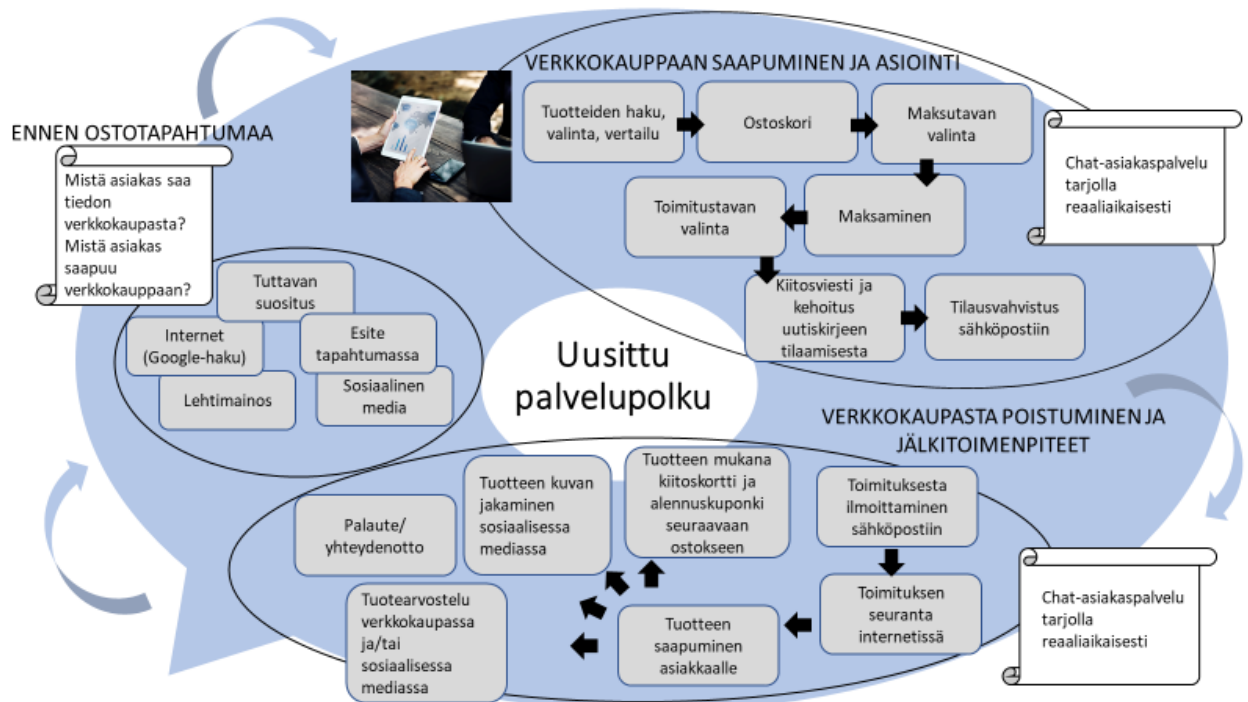 ENNEN OSTOTAPAHTUMAA
Mistä asiakas saa
tiedon
verkkokaupasta?
Mistä asiakas
saapuu
verkkokauppaan?
Tuttavan
suositus
Internet
(Google-haku)
Esite
tapahtumassa
Lehtimainos
Sosiaalinen
media
VERKKOKAUPPAAN SAAPUMINEN JA ASIOINTI
Tuotteiden haku,
valinta, vertailu
Ostoskori
Maksutavan
valinta
Maksaminen
Toimitustavan
valinta
Kiitosviesti ja
kehoitus
uutiskirjeen
tilaamisesta
Tilausvahvistus
sähköpostiin
Chat-asiakaspalvelu
tarjolla
reaaliaikaisesti
Uusittu
palvelupolku
VERKKOKAUPASTA POISTUMINEN JA
JÄLKITOIMENPITEET
Toimituksesta
ilmoittaminen
sähköpostiin
Toimituksen
seuranta
internetissä
Tuotteen
saapuminen
asiakkaalle
Tuotteen mukana
kiitoskortti ja
alennuskuponki
seuraavaan
ostokseen
Tuotteen kuvan
jakaminen
sosiaalisessa
mediassa
Palaute/
yhteydenotto
Tuotearvostelu
verkkokaupassa
ja/tai
sosiaalisessa
mediassa
Chat-asiakaspalvelu
tarjolla
reaaliaikaisesti